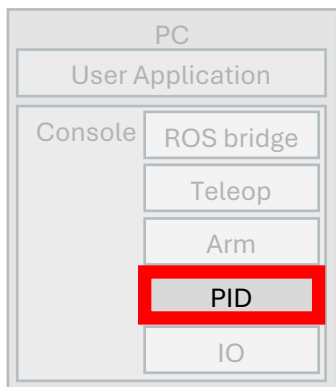 PC
User Application
Console
ROS bridge
Teleop
Arm
PID
IO